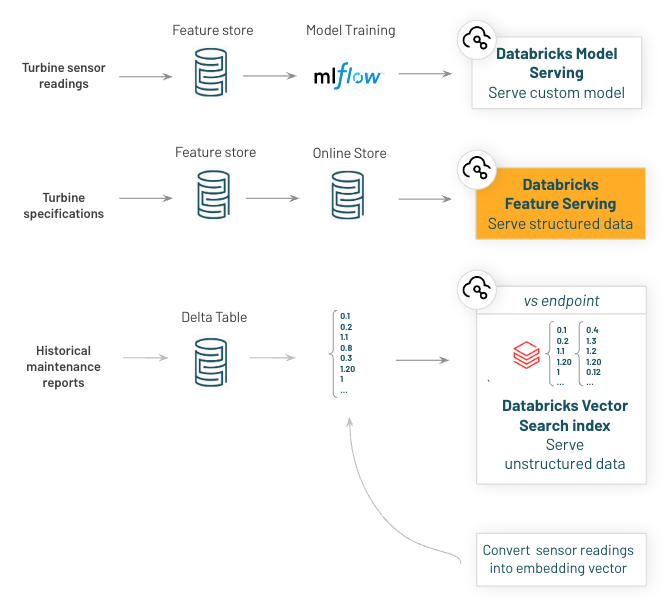 Feature store
Model Training
Turbine sensor
readings
mlflow
Databricks Model
Serving
Serve custom model
Feature store
Online Store
Turbine
specifications
Databricks
Feature Serving
Serve structured data
Delta Table
Historical
maintenance
reports
0.1
0.2
1.1
0.8
0.3
1.20
1
...
vs endpoint
0.1
0.2
1.1
1.20
1
...
0.4
1.3
1.2
1.20
0.12
...
Databricks Vector
Search index
Serve
unstructured data
Convert sensor readings
into embedding vector